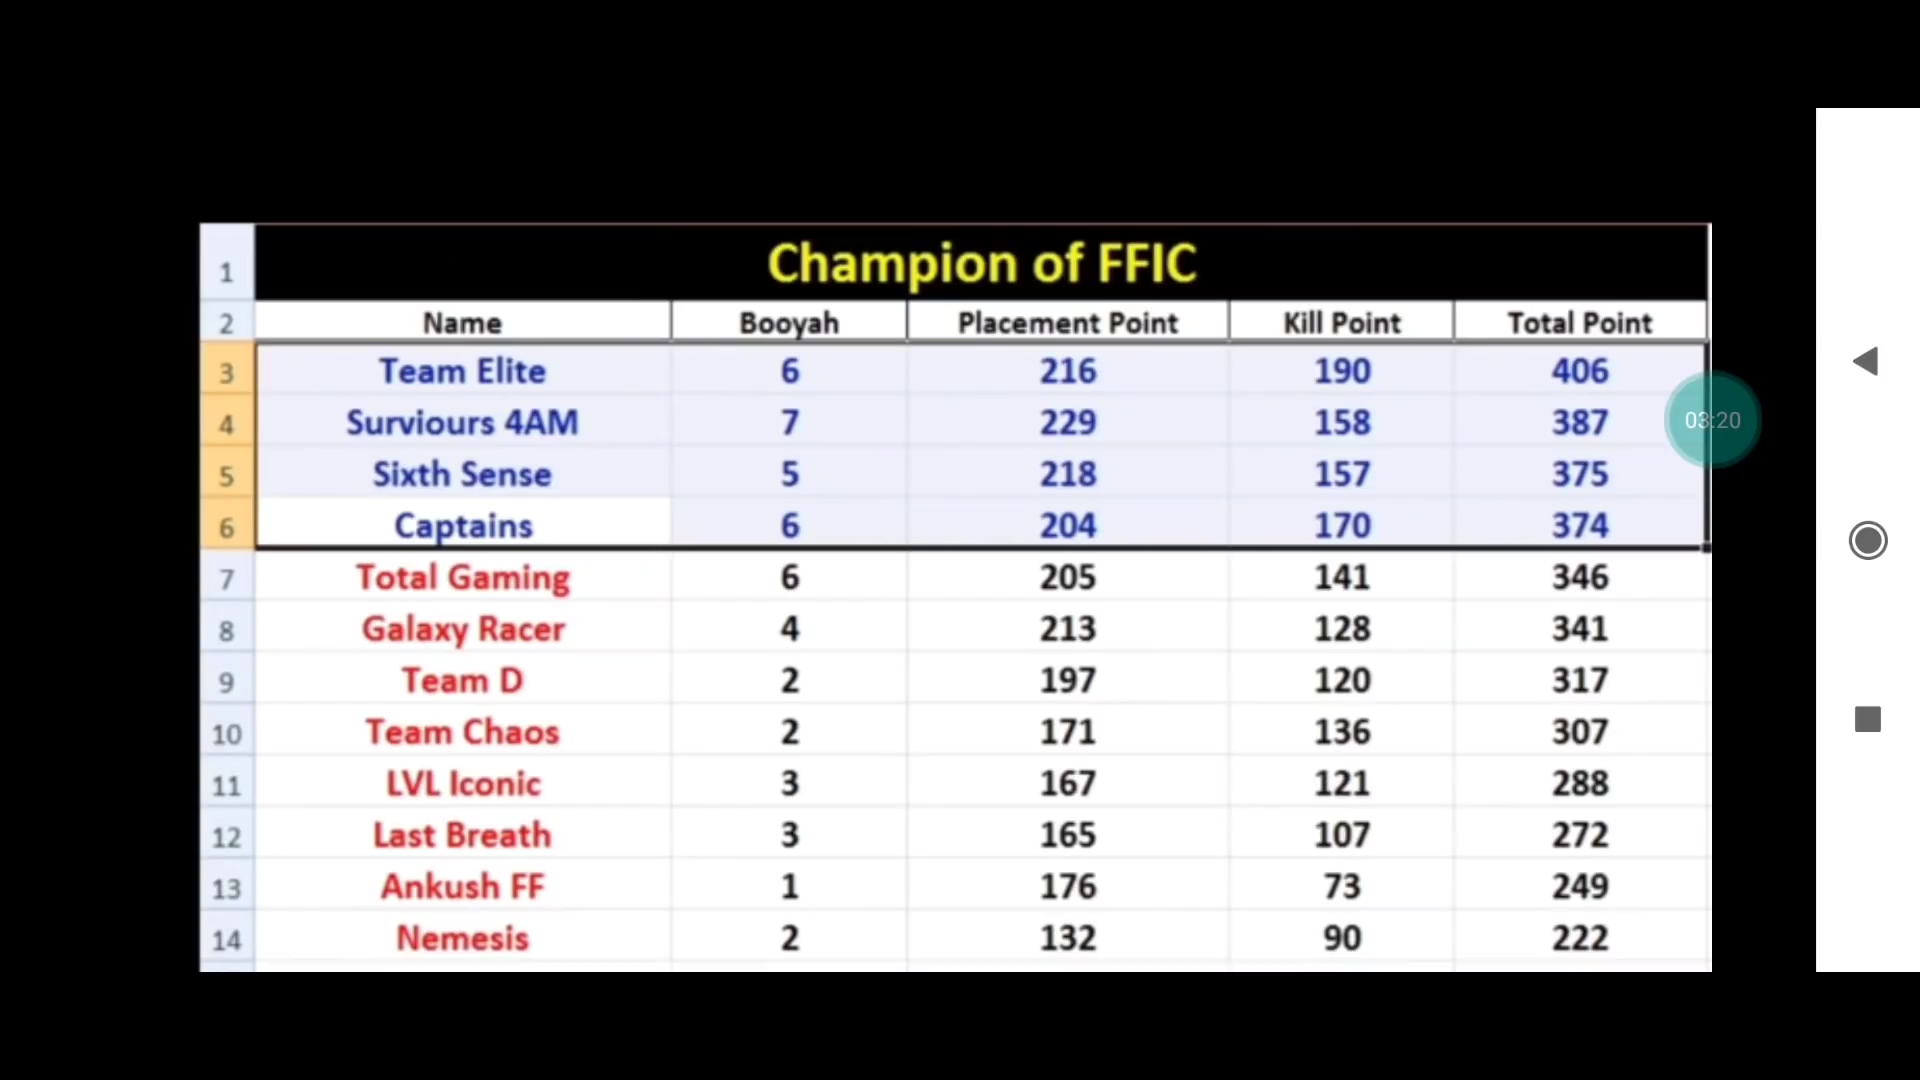 1 Champion of FFIC
2 Name Booyah Placement Point Kill Point Total Point
3 Team Elite 6 216 190 406
4 Surviours 4AM 7 229 158 387
03:20
5 Sixth Sense 5 218 157 375
6 Captains 6 204 170 374
7 Total Gaming 6 205 141 346
8 Galaxy Racer 4 213 128 341
9 Team D 2 197 120 317
10 Team Chaos 2 171 136 307
11 LVL Iconic 3 167 121 288
12 Last Breath 3 165 107 272
13 Ankush FF 1 176 73 249
14 Nemesis 2 132 90 222